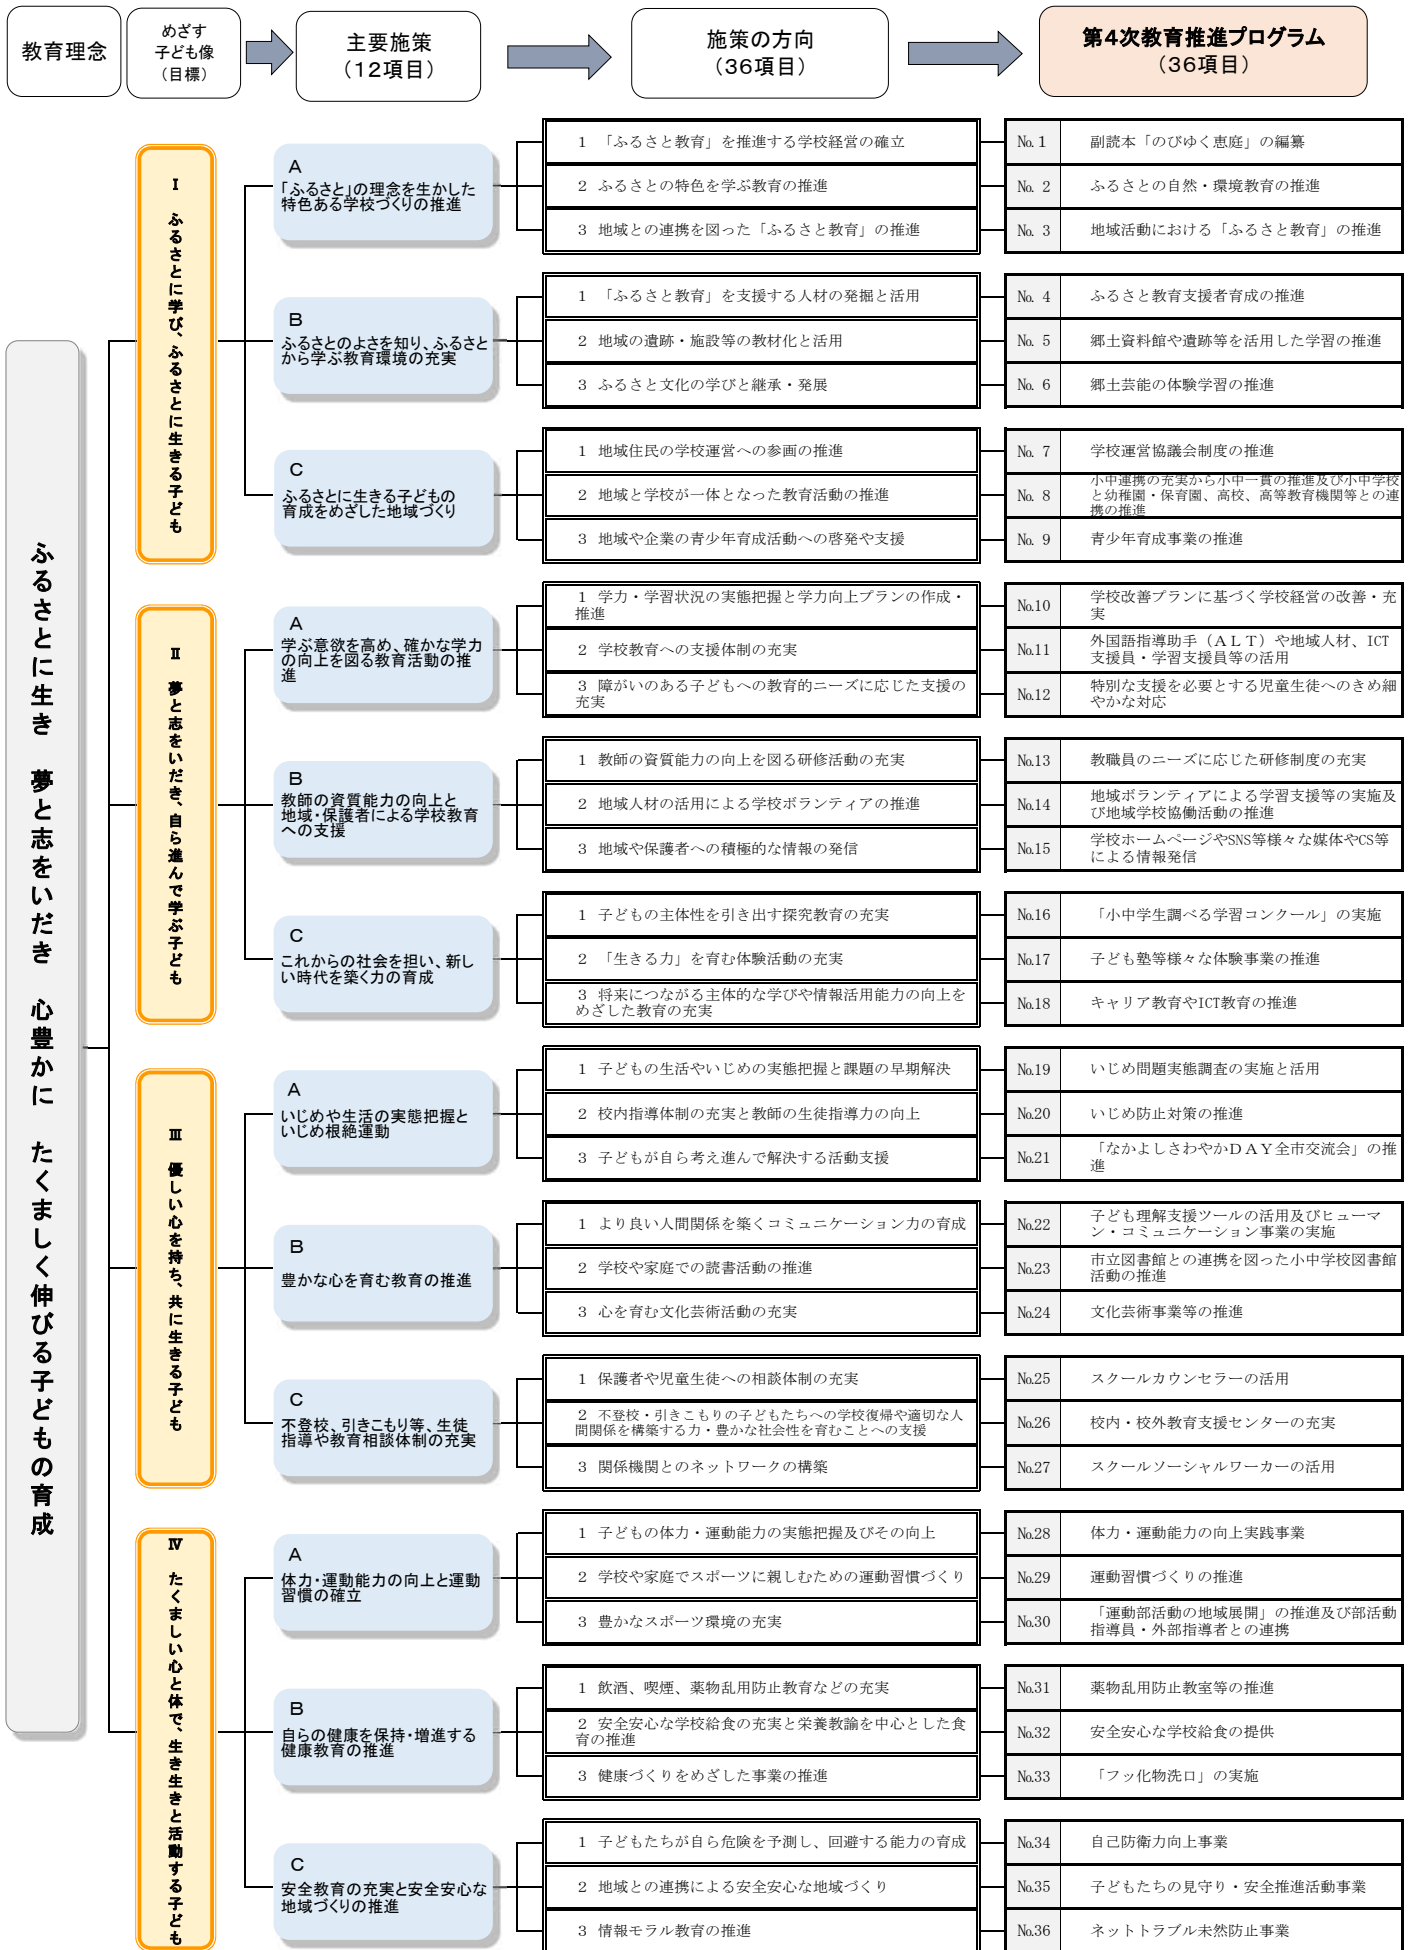 教育理念
めざす
子ども像
（目標）
主要施策
（12項目）
施策の方向
（36項目）
第4次教育推進プログラム
（36項目）
ふるさとに生き　夢と志をいだき　心豊かに　たくましく伸びる子どもの育成
Ⅰ　ふるさとに学び、ふるさとに生きる子ども
A
「ふるさと」の理念を生かした
特色ある学校づくりの推進
1 「ふるさと教育」を推進する学校経営の確立
No.1 副読本「のびゆく恵庭」の編纂
2 ふるさとの特色を学ぶ教育の推進
No. 2 ふるさとの自然・環境教育の推進
3 地域との連携を図った「ふるさと教育」の推進
No. 3 地域活動における「ふるさと教育」の推進
B
ふるさとのよさを知り、ふるさと
から学ぶ教育環境の充実
1 「ふるさと教育」を支援する人材の発掘と活用
No. 4 ふるさと教育支援者育成の推進
2 地域の遺跡・施設等の教材化と活用
No. 5 郷土資料館や遺跡等を活用した学習の推進
3 ふるさと文化の学びと継承・発展
No. 6 郷土芸能の体験学習の推進
C
ふるさとに生きる子どもの
育成をめざした地域づくり
1 地域住民の学校運営への参画の推進
No. 7 学校運営協議会制度の推進
2 地域と学校が一体となった教育活動の推進
No. 8 小中連携の充実から小中一貫の推進及び小中学校
と幼稚園・保育園、高校、高等教育機関等との連
携の推進
3 地域や企業の青少年育成活動への啓発や支援
No. 9 青少年育成事業の推進
Ⅱ　夢と志をいだき、自ら進んで学ぶ子ども
A
学ぶ意欲を高め、確かな学力
の向上を図る教育活動の推
進
1 学力・学習状況の実態把握と学力向上プランの作成・
推進
No.10 学校改善プランに基づく学校経営の改善・充
実
2 学校教育への支援体制の充実
No.11 外国語指導助手（ＡＬＴ）や地域人材、ICT
支援員・学習支援員等の活用
3 障がいのある子どもへの教育的ニーズに応じた支援の
充実
No.12 特別な支援を必要とする児童生徒へのきめ細
やかな対応
B
教師の資質能力の向上と
地域・保護者による学校教育
への支援
1 教師の資質能力の向上を図る研修活動の充実
No.13 教職員のニーズに応じた研修制度の充実
2 地域人材の活用による学校ボランティアの推進
No.14 地域ボランティアによる学習支援等の実施及
び地域学校協働活動の推進
3 地域や保護者への積極的な情報の発信
No.15 学校ホームページやSNS等様々な媒体やCS等
による情報発信
C
これからの社会を担い、新し
い時代を築く力の育成
1 子どもの主体性を引き出す探究教育の充実
No.16 「小中学生調べる学習コンクール」の実施
2 「生きる力」を育む体験活動の充実
No.17 子ども塾等様々な体験事業の推進
3 将来につながる主体的な学びや情報活用能力の向上を
めざした教育の充実
No.18 キャリア教育やICT教育の推進
Ⅲ　優しい心を持ち、共に生きる子ども
A
いじめや生活の実態把握と
いじめ根絶運動
1 子どもの生活やいじめの実態把握と課題の早期解決
No.19 いじめ問題実態調査の実施と活用
2 校内指導体制の充実と教師の生徒指導力の向上
No.20 いじめ防止対策の推進
3 子どもが自ら考え進んで解決する活動支援
No.21 「なかよしさわやかＤＡＹ全市交流会」の推
進
B
豊かな心を育む教育の推進
1 より良い人間関係を築くコミュニケーション力の育成
No.22 子ども理解支援ツールの活用及びヒューマ
ン・コミュニケーション事業の実施
2 学校や家庭での読書活動の推進
No.23 市立図書館との連携を図った小中学校図書館
活動の推進
3 心を育む文化芸術活動の充実
No.24 文化芸術事業等の推進
C
不登校、引きこもり等、生徒
指導や教育相談体制の充実
1 保護者や児童生徒への相談体制の充実
No.25 スクールカウンセラーの活用
2 不登校・引きこもりの子どもたちへの学校復帰や適切な人
間関係を構築する力・豊かな社会性を育むことへの支援
No.26 校内・校外教育支援センターの充実
3 関係機関とのネットワークの構築
No.27 スクールソーシャルワーカーの活用
Ⅳ　たくましい心と体で、生き生きと活動する子ども
A
体力・運動能力の向上と運動
習慣の確立
1 子どもの体力・運動能力の実態把握及びその向上
No.28 体力・運動能力の向上実践事業
2 学校や家庭でスポーツに親しむための運動習慣づくり
No.29 運動習慣づくりの推進
3 豊かなスポーツ環境の充実
No.30 「運動部活動の地域展開」の推進及び部活動
指導員・外部指導者との連携
B
自らの健康を保持・増進する
健康教育の推進
1 飲酒、喫煙、薬物乱用防止教育などの充実
No.31 薬物乱用防止教室等の推進
2 安全安心な学校給食の充実と栄養教諭を中心とした食
育の推進
No.32 安全安心な学校給食の提供
3 健康づくりをめざした事業の推進
No.33 「フッ化物洗口」の実施
C
安全教育の充実と安全安心な
地域づくりの推進
1 子どもたちが自ら危険を予測し、回避する能力の育成
No.34 自己防衛力向上事業
2 地域との連携による安全安心な地域づくり
No.35 子どもたちの見守り・安全推進活動事業
3 情報モラル教育の推進
No.36 ネットトラブル未然防止事業